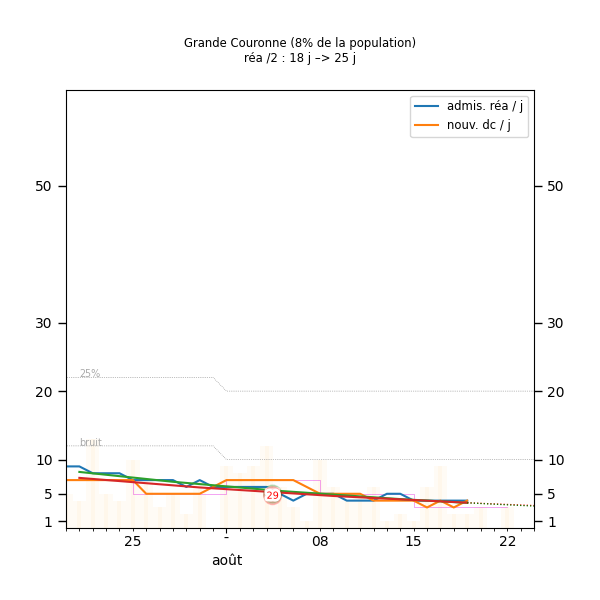 Grande Couronne (8% de la population)
réa /2 : 18 j –> 25 j
admis. réa / j
nouv. dc / j
50 50
30 30
25%
20 20
bruit
10 10
5 29 5
1 1
25 - 08 15 22
août